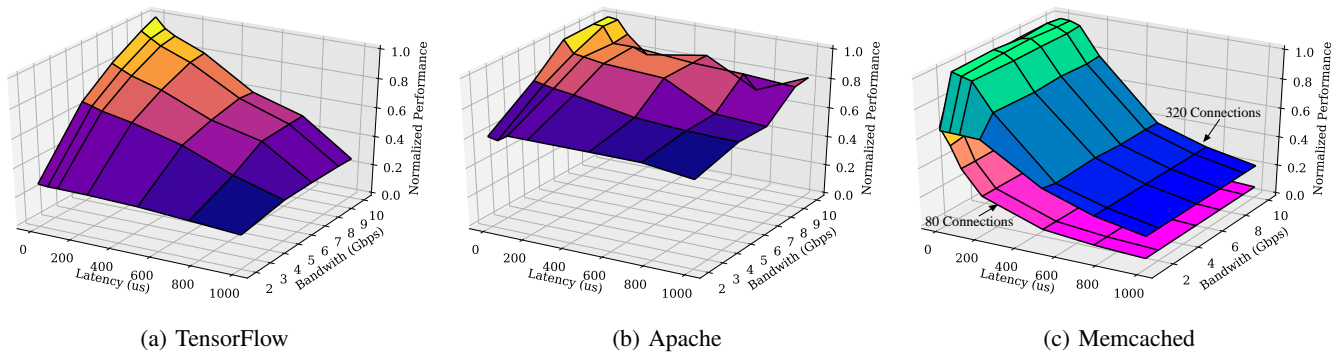 1.0
0.8
0.6
0.4
0.2
0.0
Normalized Performance
0
200
400
600
800
1000
Latency (us)
2 3 4 5 6 7 8 9 10
Bandwith (Gbps)
(a) TensorFlow
1.0
0.8
0.6
0.4
0.2
0.0
Normalized Performance
0
200
400
600
800
1000
Latency (us)
2 3 4 5 6 7 8 9 10
Bandwith (Gbps)
(b) Apache
320 Connections
80 Connections
1.0
0.8
0.6
0.4
0.2
0.0
Normalized Performance
0
200
400
600
800
1000
Latency (us)
2 4 6 8 10
Bandwith (Gbps)
(c) Memcached